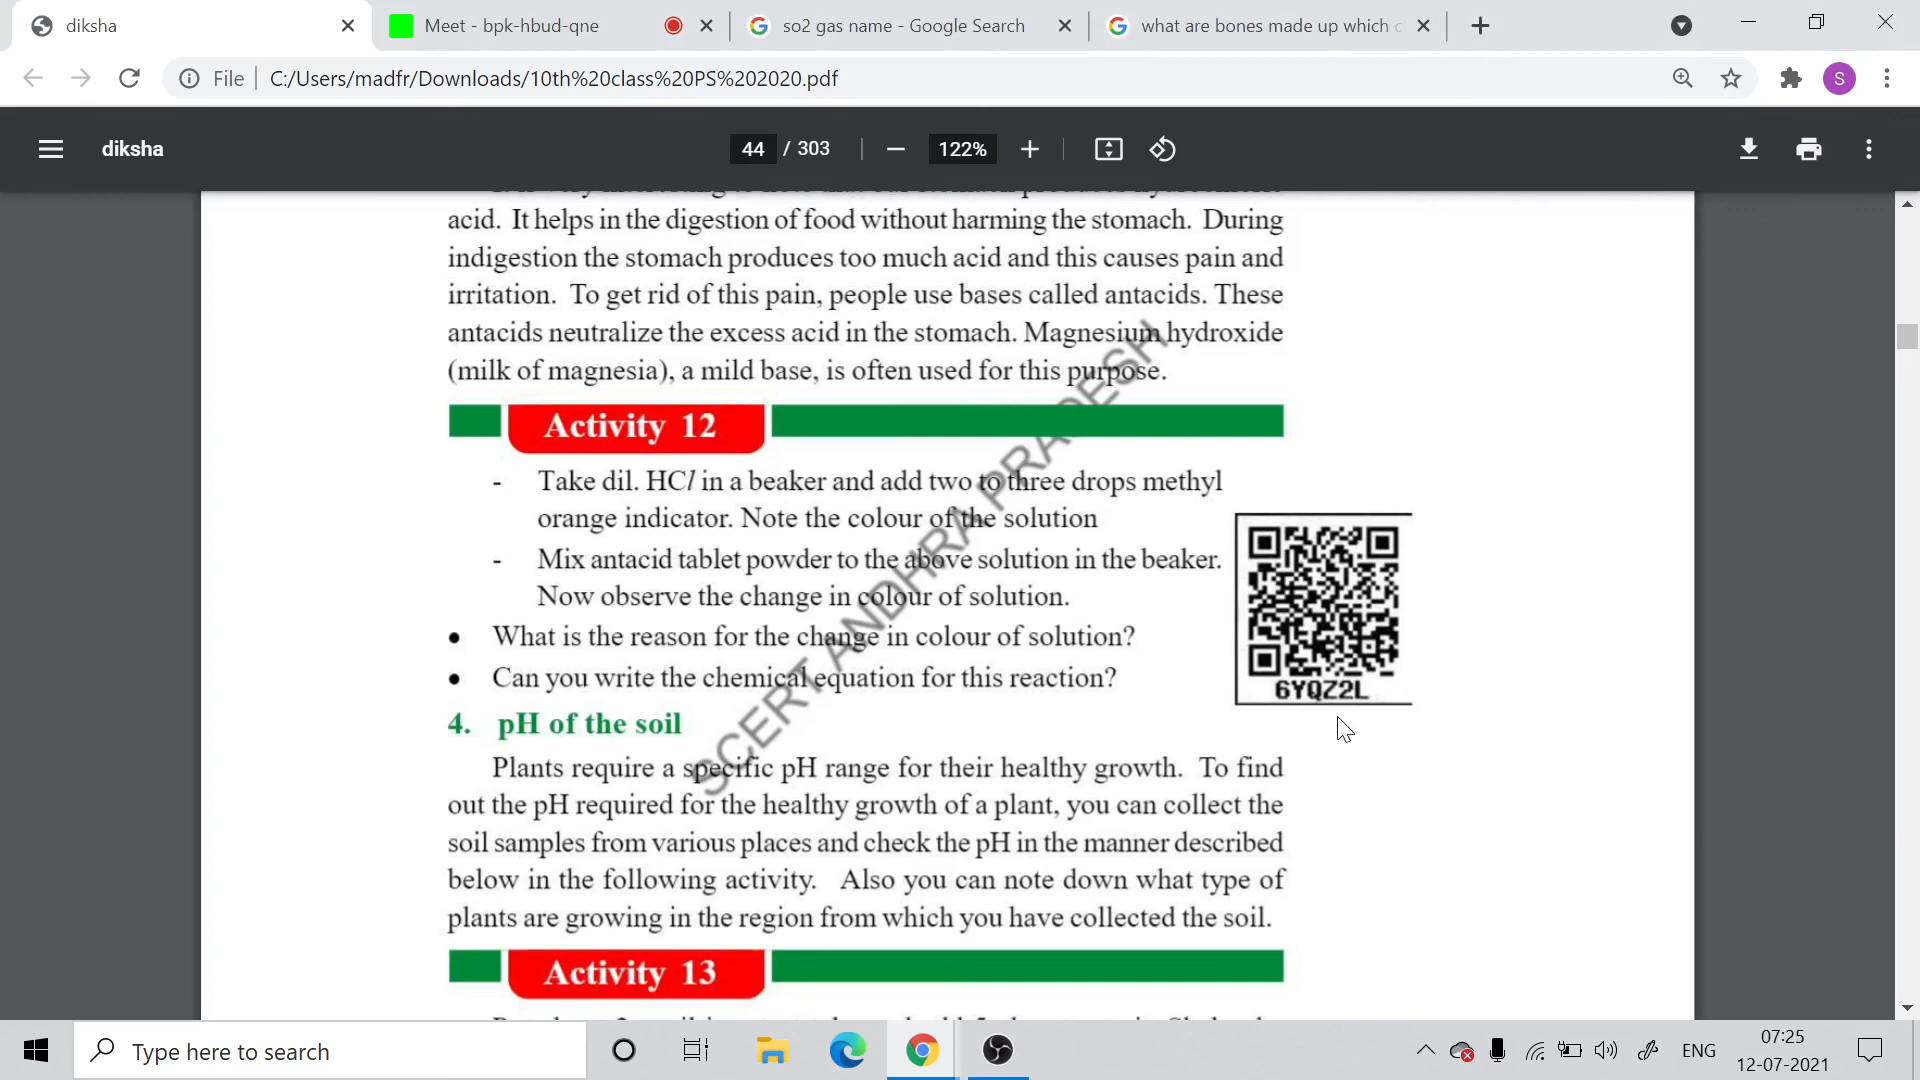 diksha
Meet - bpk-hbud-qne
so2 gas name - Google Search
what are bones made up which c
File
C:/Users/madfr/Downloads/10th%20class%20PS%202020.pdf
S
diksha
44 / 303
122%
acid. It helps in the digestion of food without harming the stomach. During
indigestion the stomach produces too much acid and this causes pain and
irritation. To get rid of this pain, people use bases called antacids. These
antacids neutralize the excess acid in the stomach. Magnesium hydroxide
(milk of magnesia), a mild base, is often used for this purpose.
Activity 12
- Take dil. HCl in a beaker and add two to three drops methyl
orange indicator. Note the colour of the solution
- Mix antacid tablet powder to the above solution in the beaker.
Now observe the change in colour of solution.
• What is the reason for the change in colour of solution?
• Can you write the chemical equation for this reaction?
6YQZ2L
SCERT ANDHRA PRADESH
4. pH of the soil
Plants require a specific pH range for their healthy growth. To find
out the pH required for the healthy growth of a plant, you can collect the
soil samples from various places and check the pH in the manner described
below in the following activity. Also you can note down what type of
plants are growing in the region from which you have collected the soil.
Activity 13
Type here to search
ENG
07:25
12-07-2021